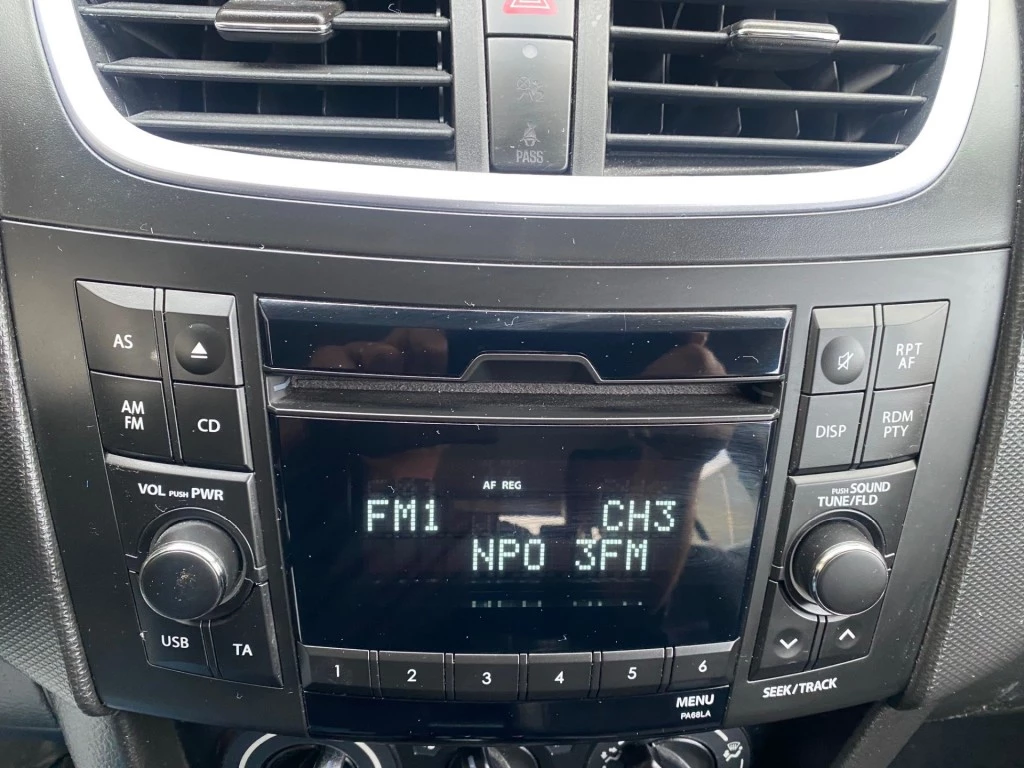 PASS
AS
AM
FM
CD
VOL PUSH PWR
USB
TA
AF REG
FM1 CH3
NPO 3FM
1 2 3 4 5 6
MENU
PA68LA
RPT
AF
DISP
RDM
PTY
PUSH SOUND
TUNE/FLD
SEEK/TRACK